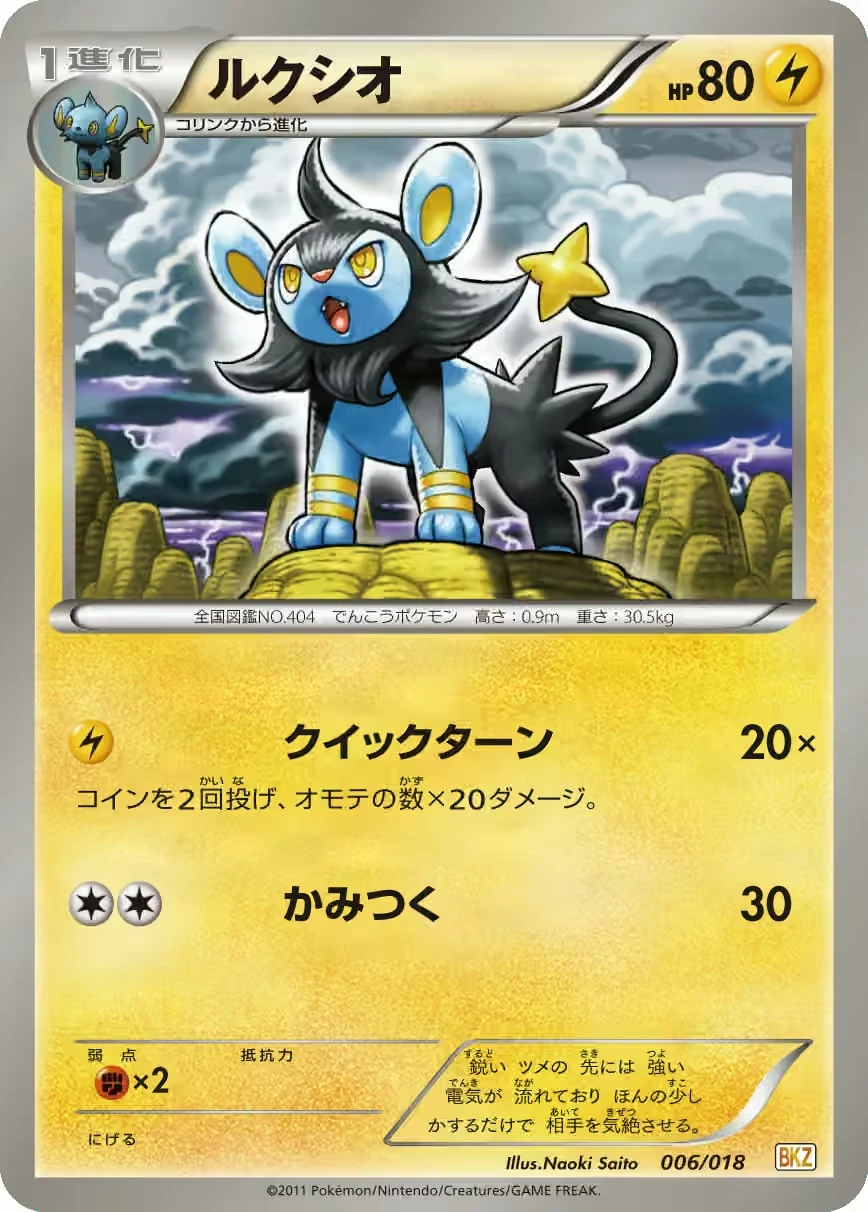 1進化
ルクシオ
HP80
コリンクから進化
全国図鑑NO.404 でんこうポケモン 高さ：0.9m 重さ：30.5kg
クイックターン 20×
コインを2回投げ、オモテの数×20ダメージ。
かみつく 30
弱点 抵抗力
×2
にげる
鋭い ツメの 先には 強い
電気が 流れており ほんの少し
かするだけで 相手を気絶させる。
Illus.Naoki Saito 006/018 BKZ
©2011 Pokémon/Nintendo/Creatures/GAME FREAK.